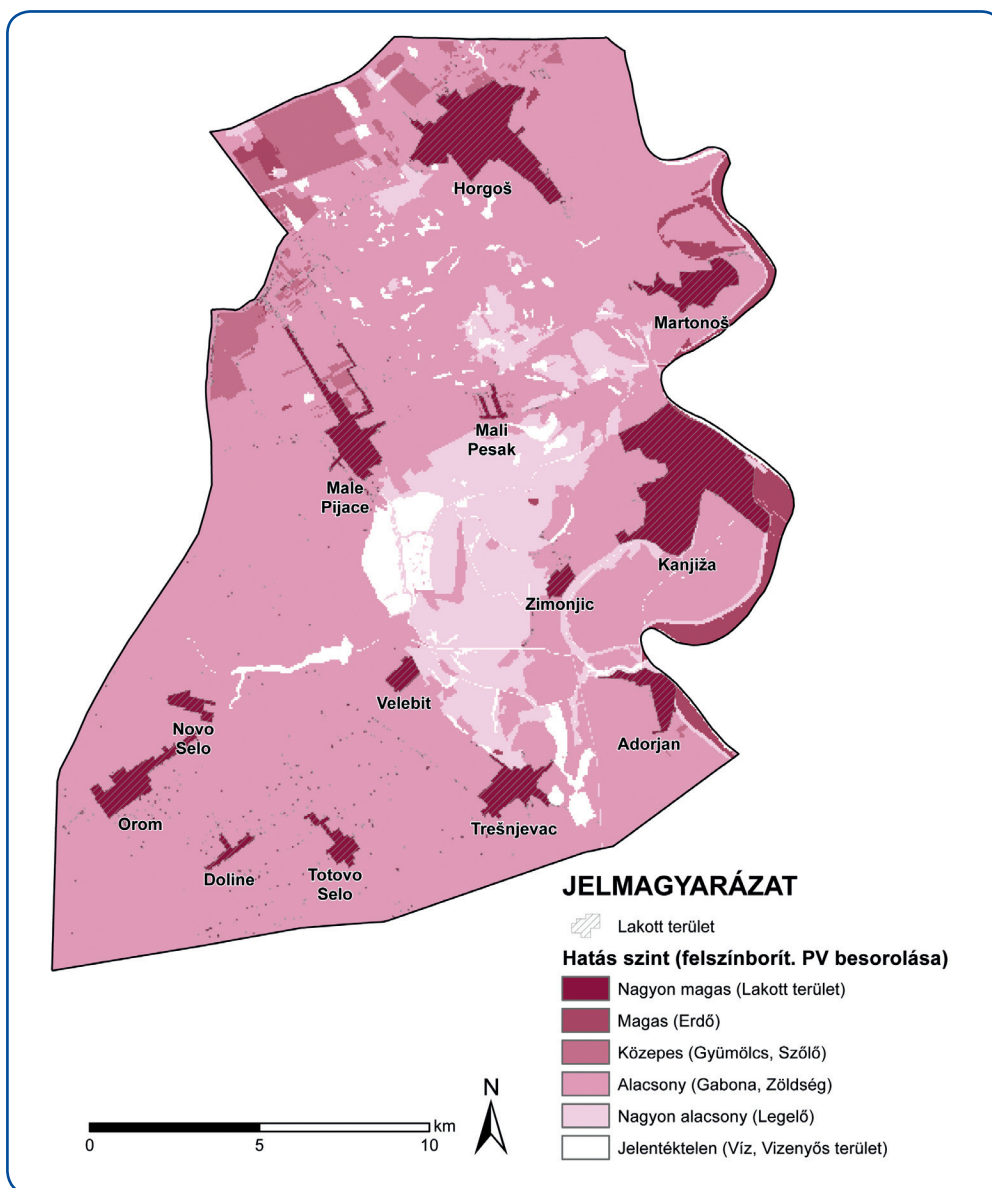 Horgoš
Martonoš
Mali
Pesak
Male
Pijace
Kanjiža
Zimonjic
Velebit
Novo
Selo
Adorjan
Orom
Trešnjevac
Doline
Totovo
Selo
JELMAGYARÁZAT
Lakott terület
Hatás szint (felszínborít. PV besorolása)
Nagyon magas (Lakott terület)
Magas (Erdő)
Közepes (Gyümölcs, Szőlő)
Alacsony (Gabona, Zöldség)
Nagyon alacsony (Legelő)
Jelentéktelen (Víz, Vizenyős terület)
N
km
0 5 10